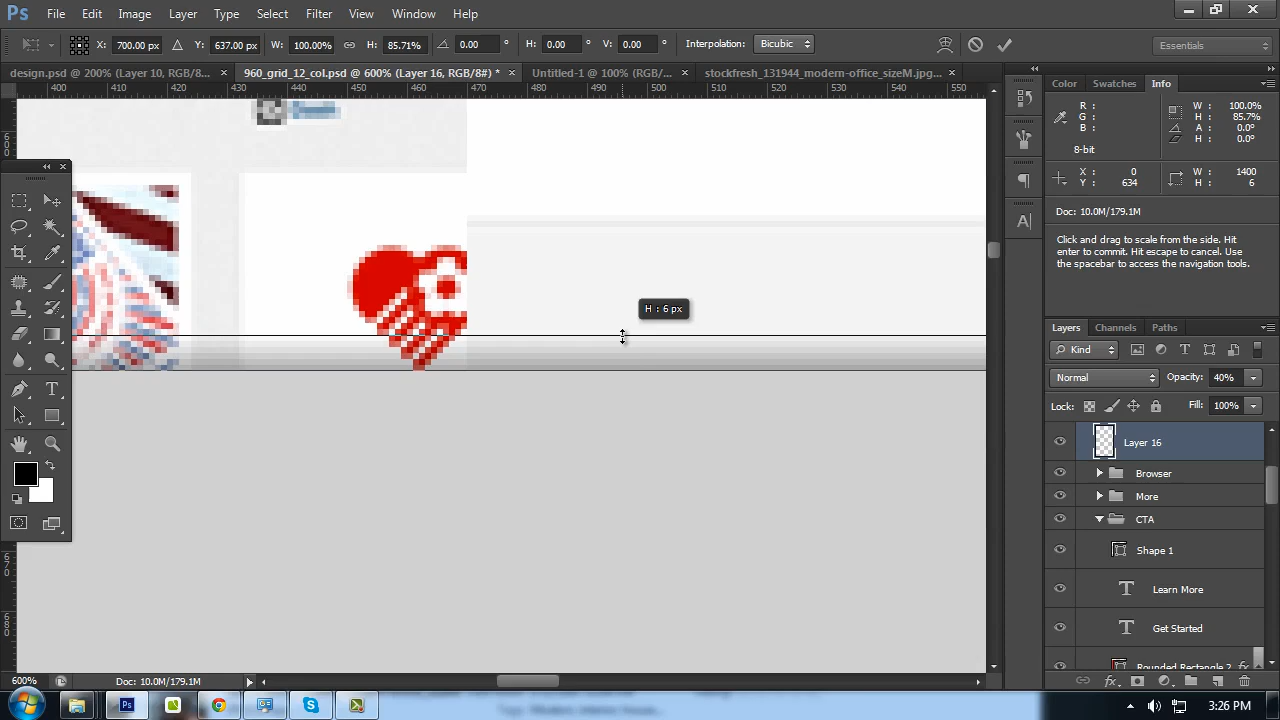 Ps File Edit Image Layer Type Select Filter View Window Help
X: 700.00 px Y: 637.00 px W: 100.00% H: 85.71% 0.00 ° H: 0.00 ° V: 0.00 ° Interpolation: Bicubic Essentials
design.psd @ 200% (Layer 10, RGB/8... × 960_grid_12_col.psd @ 600% (Layer 16, RGB/8#) * × Untitled-1 @ 100% (RGB/... × stockfresh_131944_modern-office_sizeM.jpg... ×
Color Swatches Info
400 410 420 430 440 450 460 470 480 490 500 510 520 530 540 550
R: W: 100.0%
G: H: 85.7%
B: A: 0.0°
H: 0.0°
8-bit
X: 0 W: 1400
Y: 634 H: 6
Doc: 10.0M/179.1M
Click and drag to scale from the side. Hit
enter to commit. Hit escape to cancel. Use
the spacebar to access the navigation tools.
H: 6 px
Layers Channels Paths
Kind
Normal Opacity: 40%
Lock: Fill: 100%
Layer 16
Browser
More
CTA
Shape 1
Learn More
Get Started
Rounded Rectangle 2 fx
600% Doc: 10.0M/179.1M
3:26 PM